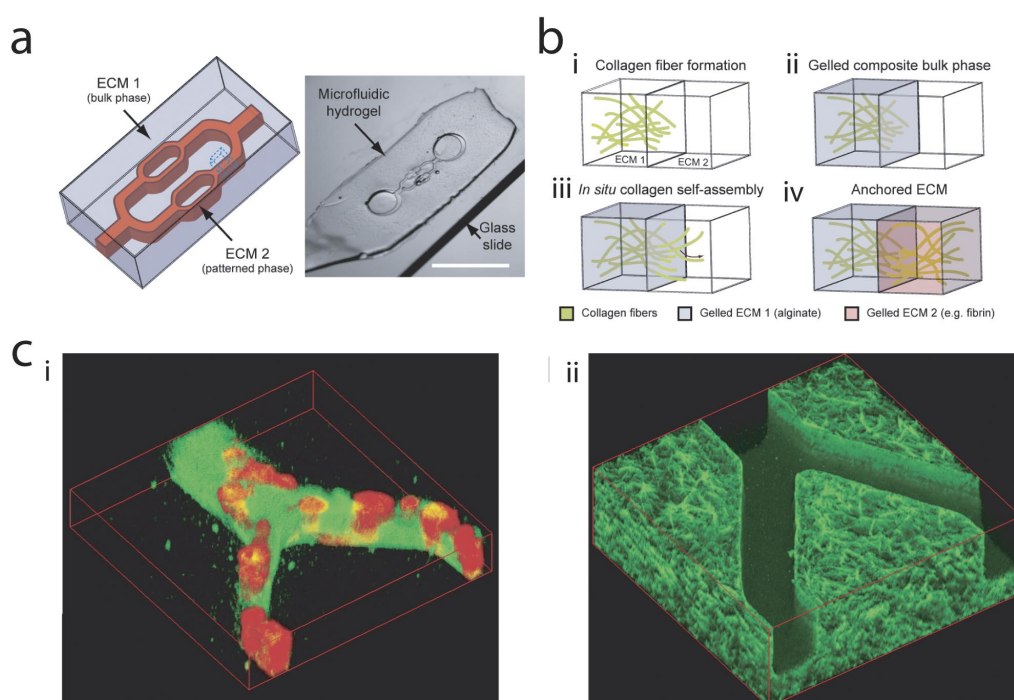 a
ECM 1
(bulk phase)
ECM 2
(patterned phase)
Microfluidic
hydrogel
Glass
slide
b
i
Collagen fiber formation
ECM 1
ECM 2
ii
Gelled composite bulk phase
iii
In situ collagen self-assembly
iv
Anchored ECM
Collagen fibers
Gelled ECM 1 (alginate)
Gelled ECM 2 (e.g. fibrin)
c
i
ii